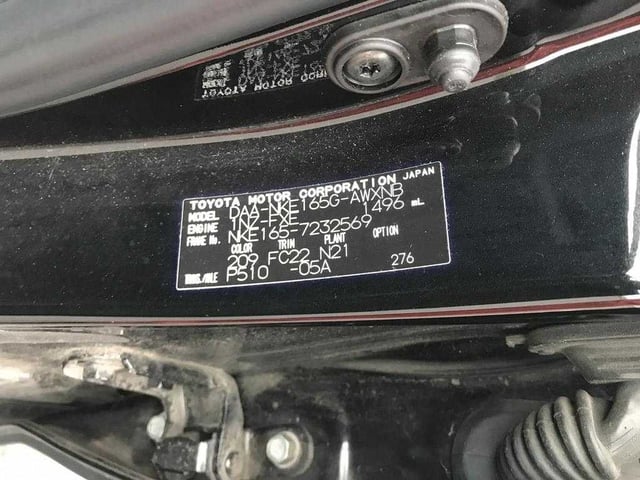 TOYOTA MOTOR CORPORATION JAPAN
MODEL DAA-NKE165G-AWXNB
ENGINE 1NZ-FXE 1496 mL
FRAME No. NKE165-7232569
COLOR TRIM PLANT OPTION
209 FC22 N21
TRANS./AXLE P510 -05A 276